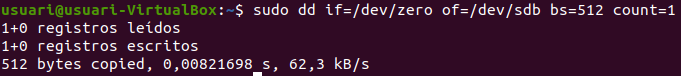 usuari@usuari-VirtualBox:~$ sudo dd if=/dev/zero of=/dev/sdb bs=512 count=1
1+0 registros leídos
1+0 registros escritos
512 bytes copied, 0,00821698 s, 62,3 kB/s